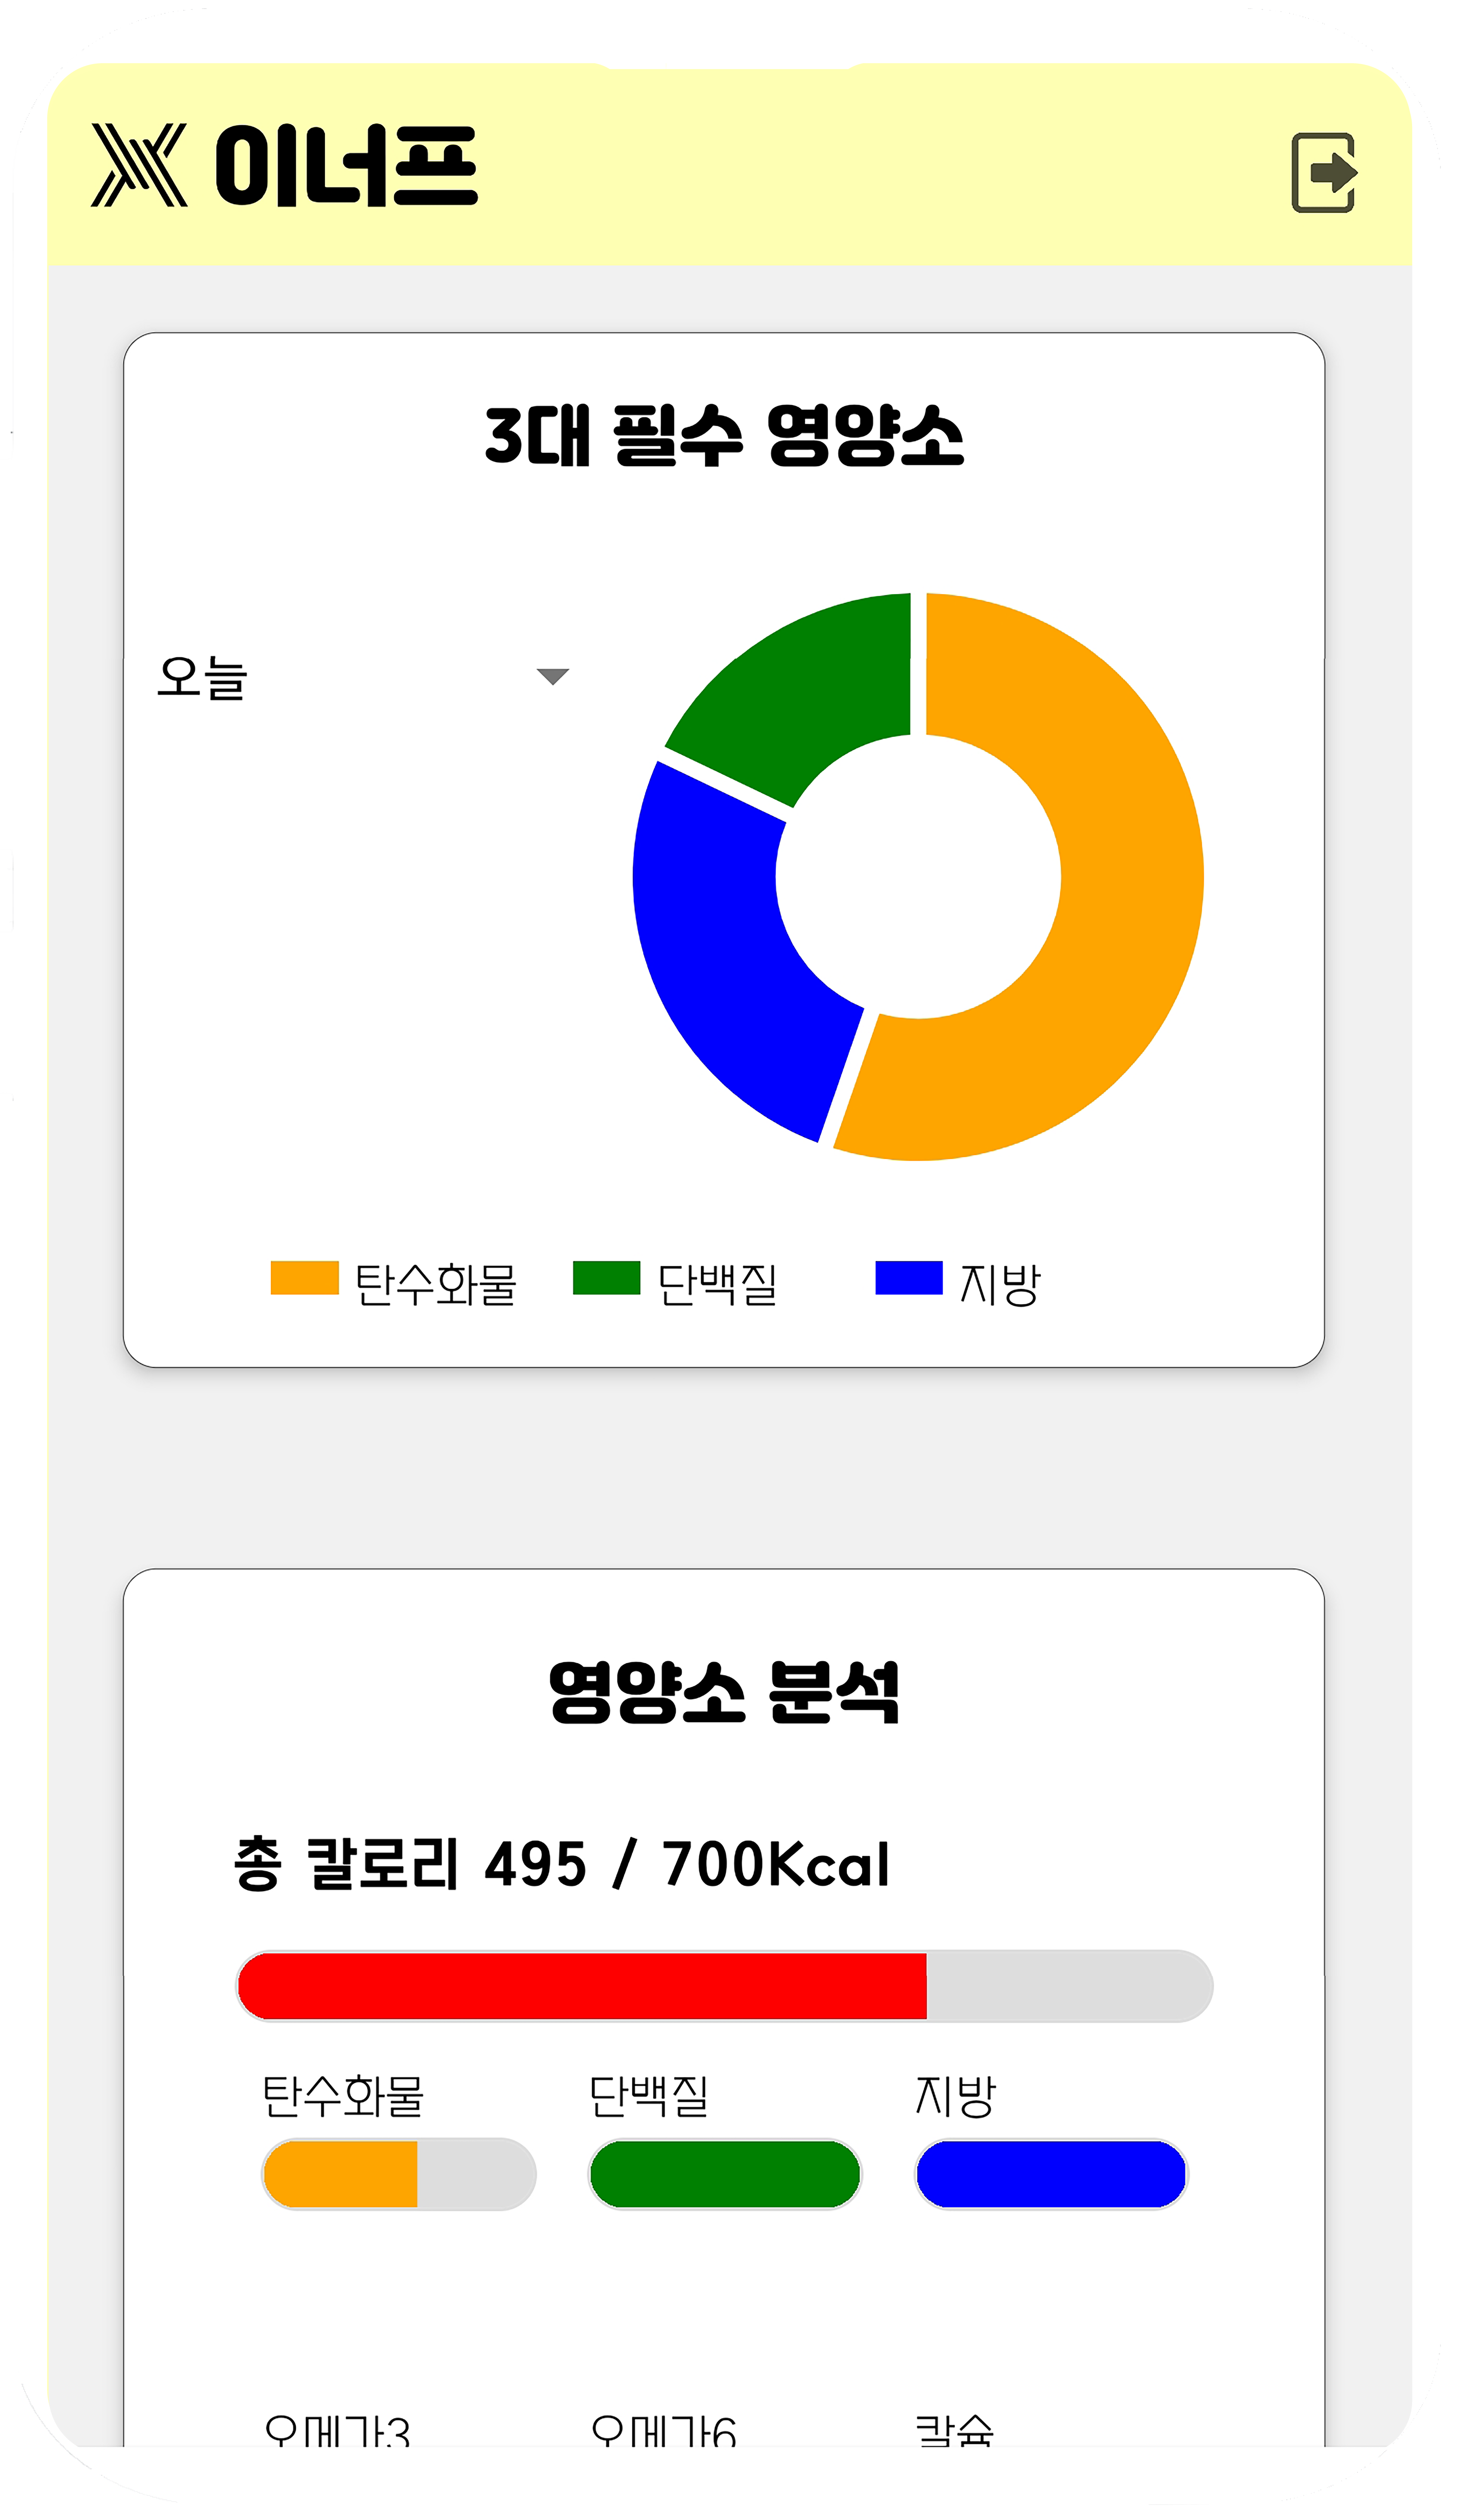 이너프
3대 필수 영양소
오늘
탄수화물 단백질 지방
영양소 분석
총 칼로리 495 / 700Kcal
탄수화물 단백질 지방
오메가3 오메가6 칼슘